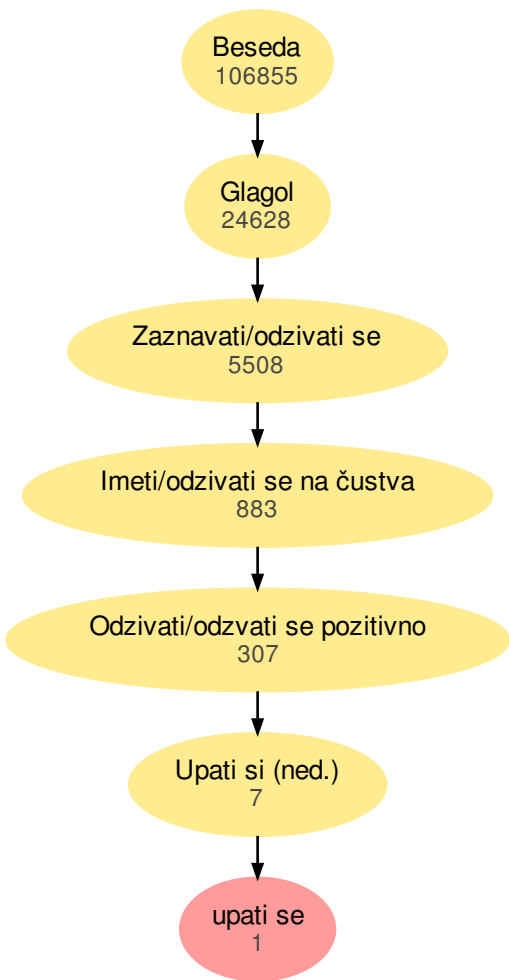 Beseda
106855
Glagol
24628
Zaznavati/odzivati se
5508
Imeti/odzivati se na čustva
883
Odzivati/odzvati se pozitivno
307
Upati si (ned.)
7
upati se
1